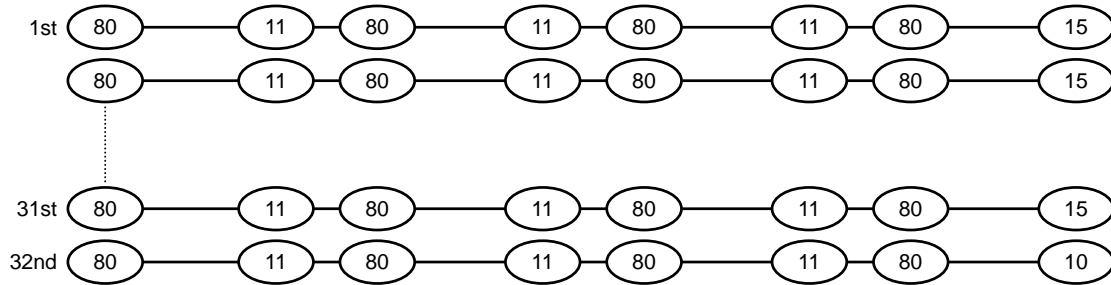 1st 80 11 80 11 80 11 80 15
80 11 80 11 80 11 80 15
31st 80 11 80 11 80 11 80 15
32nd 80 11 80 11 80 11 80 10